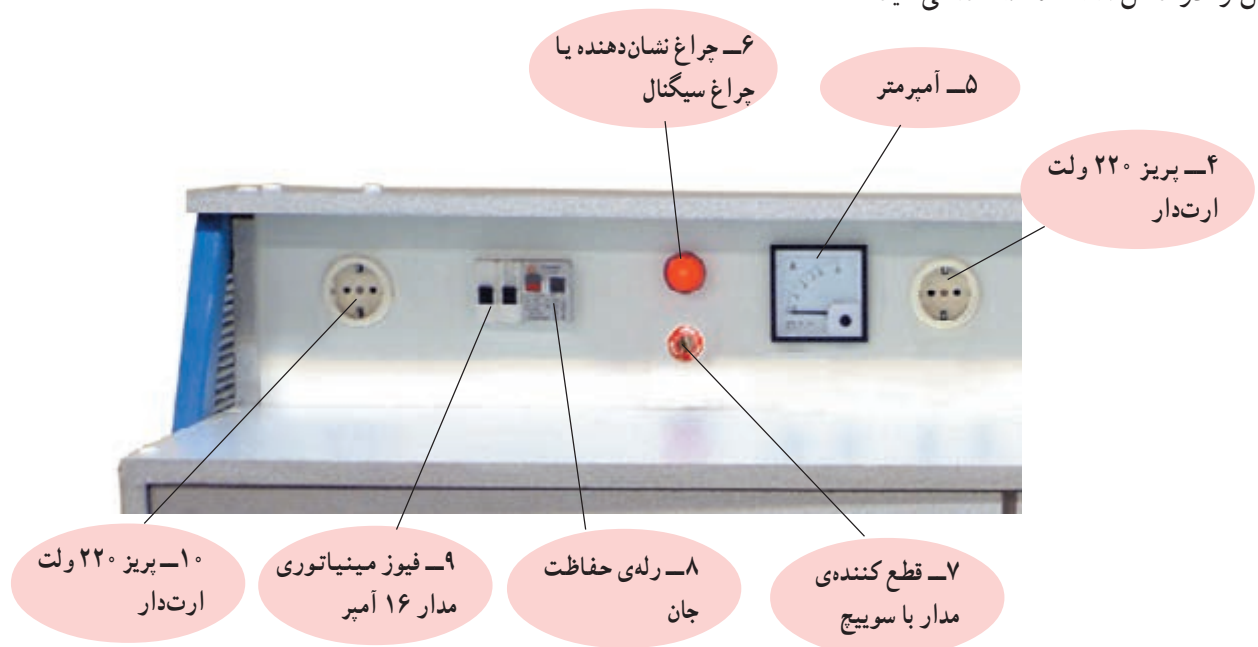 ۶ــ چراغ نشان‌دهنده یا
چراغ سیگنال
۵ــ آمپرمتر
۴ــ پریز ۲۲۰ ولت
ارت‌دار
۱۰ــ پریز ۲۲۰ ولت
ارت‌دار
۹ــ فیوز مینیاتوری
مدار ۱۶ آمپر
۸ــ رله‌ی حفاظت
جان
۷ــ قطع کننده‌ی
مدار با سوییچ